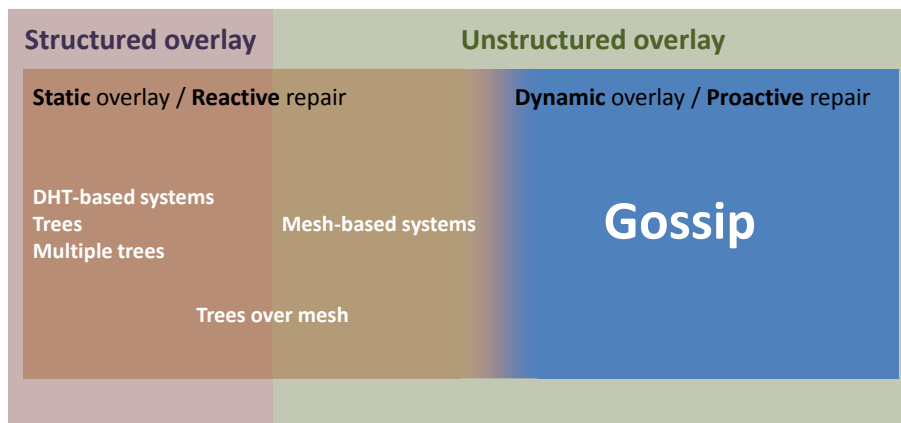 Structured overlay
Unstructured overlay
Static overlay / Reactive repair
Dynamic overlay / Proactive repair
DHT-based systems
Trees
Multiple trees
Mesh-based systems
Gossip
Trees over mesh